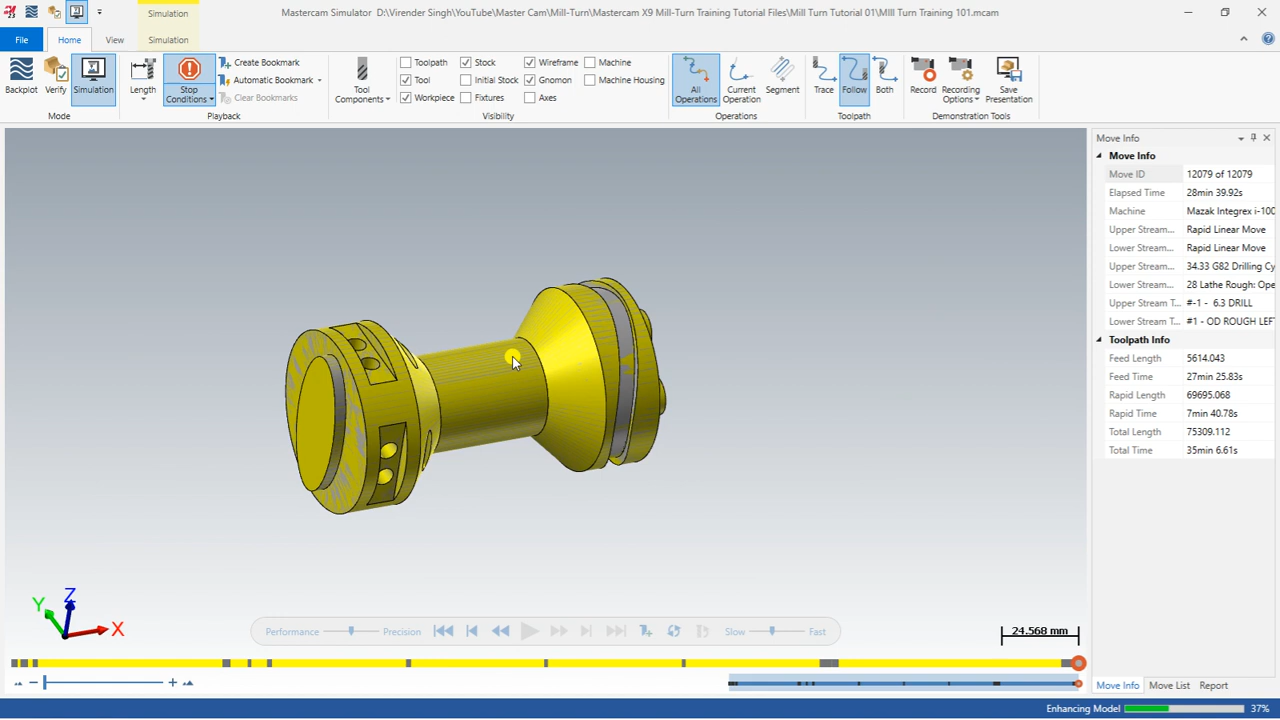 Simulation
Mastercam Simulator D:\Virender Singh\YouTube\Master Cam\Mill-Turn\Mastercam X9 Mill-Turn Training Tutorial Files\Mill Turn Tutorial 01\MIll Turn Training 101.mcam
File
Home
View
Simulation
Backplot
Verify
Simulation
Mode
Length
Stop
Conditions
Create Bookmark
Automatic Bookmark
Clear Bookmarks
Playback
Tool
Components
Toolpath
Stock
Wireframe
Machine
Tool
Initial Stock
Gnomon
Machine Housing
Workpiece
Fixtures
Axes
Visibility
All
Operations
Current
Operation
Segment
Operations
Trace
Follow
Both
Toolpath
Record
Recording
Options
Save
Presentation
Demonstration Tools
Move Info
Move Info
Move ID 12079 of 12079
Elapsed Time 28min 39.92s
Machine Mazak Integrex i-100
Upper Stream... Rapid Linear Move
Lower Stream... Rapid Linear Move
Upper Stream... 34.33 G82 Drilling Cy
Lower Stream... 28 Lathe Rough: Ope
Upper Stream T... #-1 - 6.3 DRILL
Lower Stream T... #1 - OD ROUGH LEFT
Toolpath Info
Feed Length 5614.043
Feed Time 27min 25.83s
Rapid Length 69695.068
Rapid Time 7min 40.78s
Total Length 75309.112
Total Time 35min 6.61s
Z
Y
X
Performance
Precision
Slow
Fast
24.568 mm
Move Info
Move List
Report
Enhancing Model
37%